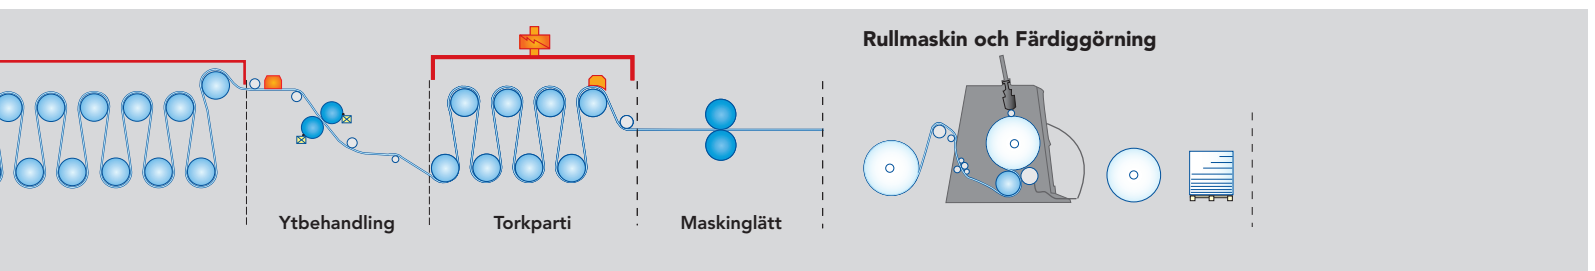 Rullmaskin och Färdiggörning
Ytbehandling
Torkparti
Maskinglätt